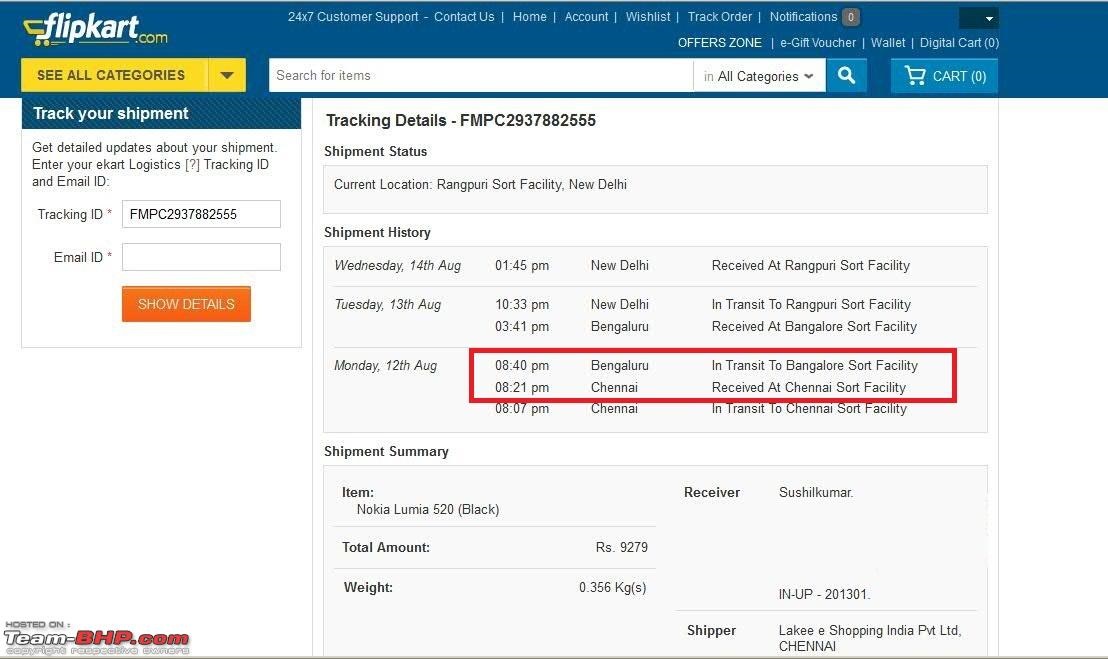 flipkart.com
24x7 Customer Support - Contact Us | Home | Account | Wishlist | Track Order | Notifications 0
OFFERS ZONE | e-Gift Voucher | Wallet | Digital Cart (0)
SEE ALL CATEGORIES
Search for items
in All Categories
CART (0)
Track your shipment
Get detailed updates about your shipment.
Enter your ekart Logistics [?] Tracking ID
and Email ID:
Tracking ID * FMPC2937882555
Email ID *
SHOW DETAILS
Tracking Details - FMPC2937882555
Shipment Status
Current Location: Rangpuri Sort Facility, New Delhi
Shipment History
Wednesday, 14th Aug 01:45 pm New Delhi Received At Rangpuri Sort Facility
Tuesday, 13th Aug 10:33 pm New Delhi In Transit To Rangpuri Sort Facility
03:41 pm Bengaluru Received At Bangalore Sort Facility
Monday, 12th Aug 08:40 pm Bengaluru In Transit To Bangalore Sort Facility
08:21 pm Chennai Received At Chennai Sort Facility
08:07 pm Chennai In Transit To Chennai Sort Facility
Shipment Summary
Item:
Nokia Lumia 520 (Black)
Total Amount: Rs. 9279
Weight: 0.356 Kg(s)
Receiver Sushilkumar.
IN-UP - 201301.
Shipper Lakee e Shopping India Pvt Ltd,
CHENNAI
HOSTED ON :
Team-BHP.com
copyright respective owners